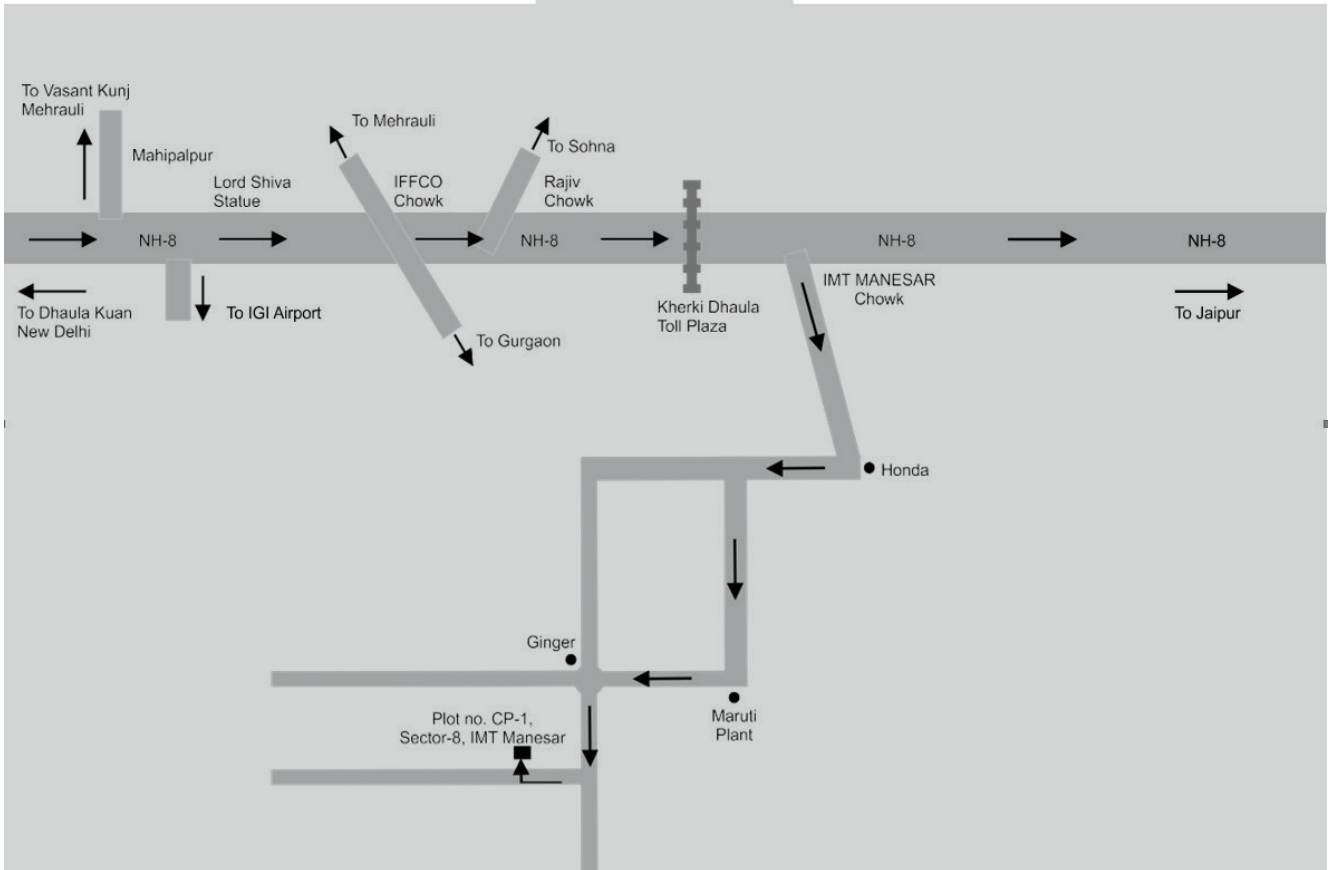 To Vasant Kunj
Mehrauli
Mahipalpur
Lord Shiva
Statue
To Mehrauli
IFFCO
Chowk
To Sohna
Rajiv
Chowk
NH-8
NH-8
NH-8
NH-8
To Dhaula Kuan
New Delhi
To IGI Airport
To Gurgaon
Kherki Dhaula
Toll Plaza
IMT MANESAR
Chowk
To Jaipur
Honda
Ginger
Maruti
Plant
Plot no. CP-1,
Sector-8, IMT Manesar